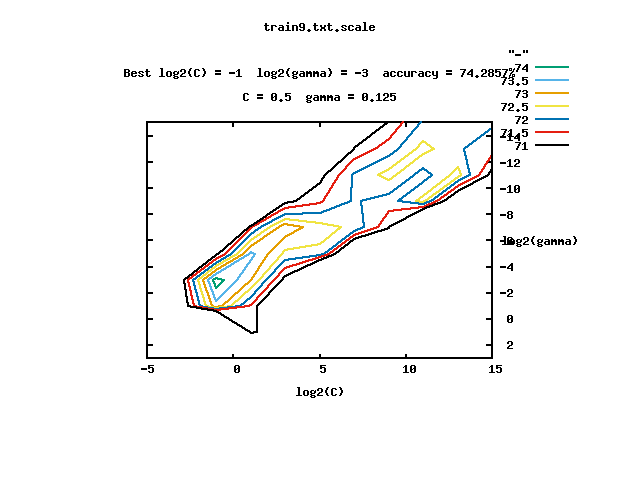 train9.txt.scale
"-"
Best log2(C) = -1 log2(gamma) = -3 accuracy = 74.2857%
74
73.5
C = 0.5 gamma = 0.125
73
72.5
72
71.5
71
-14
-12
-10
-8
-6
log2(gamma)
-4
-2
0
2
-5 0 5 10 15
log2(C)